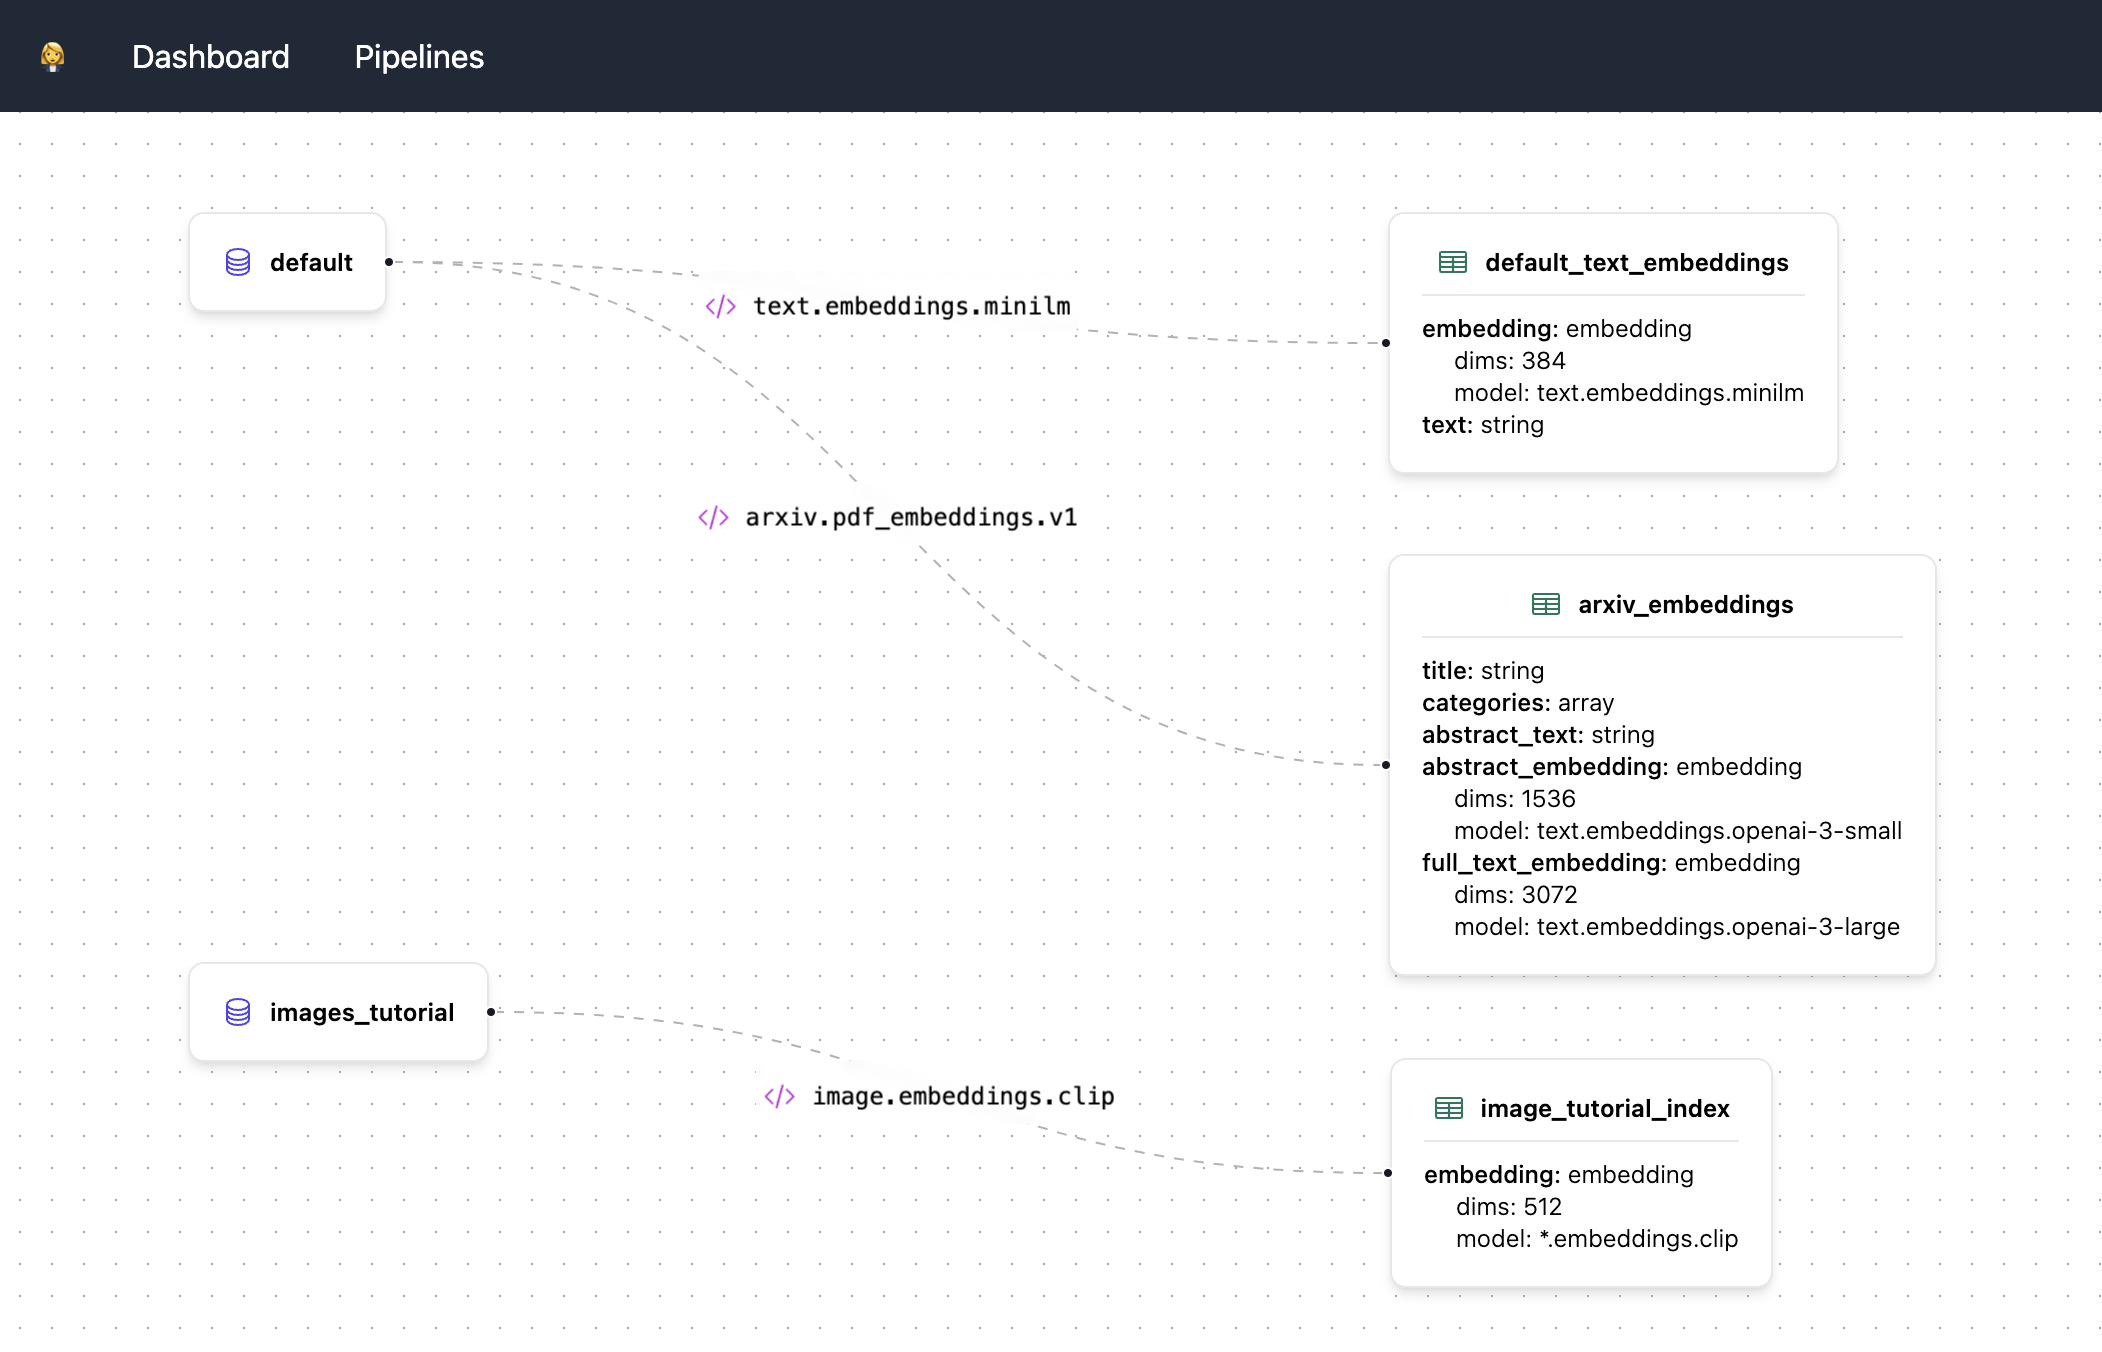 Dashboard
Pipelines
default
text.embeddings.minilm
default_text_embeddings
embedding: embedding
dims: 384
model: text.embeddings.minilm
text: string
arxiv.pdf_embeddings.v1
arxiv_embeddings
title: string
categories: array
abstract_text: string
abstract_embedding: embedding
dims: 1536
model: text.embeddings.openai-3-small
full_text_embedding: embedding
dims: 3072
model: text.embeddings.openai-3-large
images_tutorial
image.embeddings.clip
image_tutorial_index
embedding: embedding
dims: 512
model: *.embeddings.clip